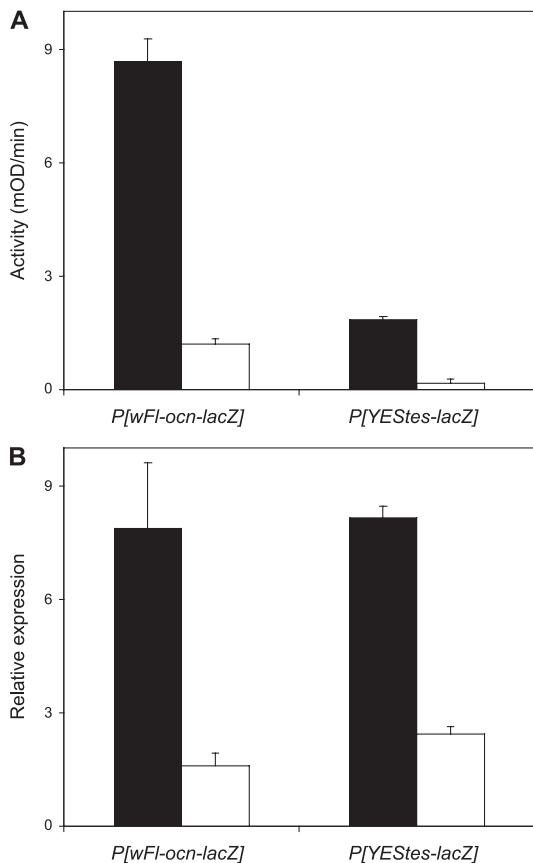 A
Activity (mOD/min)
9
6
3
0
P[wFl-ocn-lacZ] P[YEStes-lacZ]
B
Relative expression
9
6
3
0
P[wFl-ocn-lacZ] P[YEStes-lacZ]